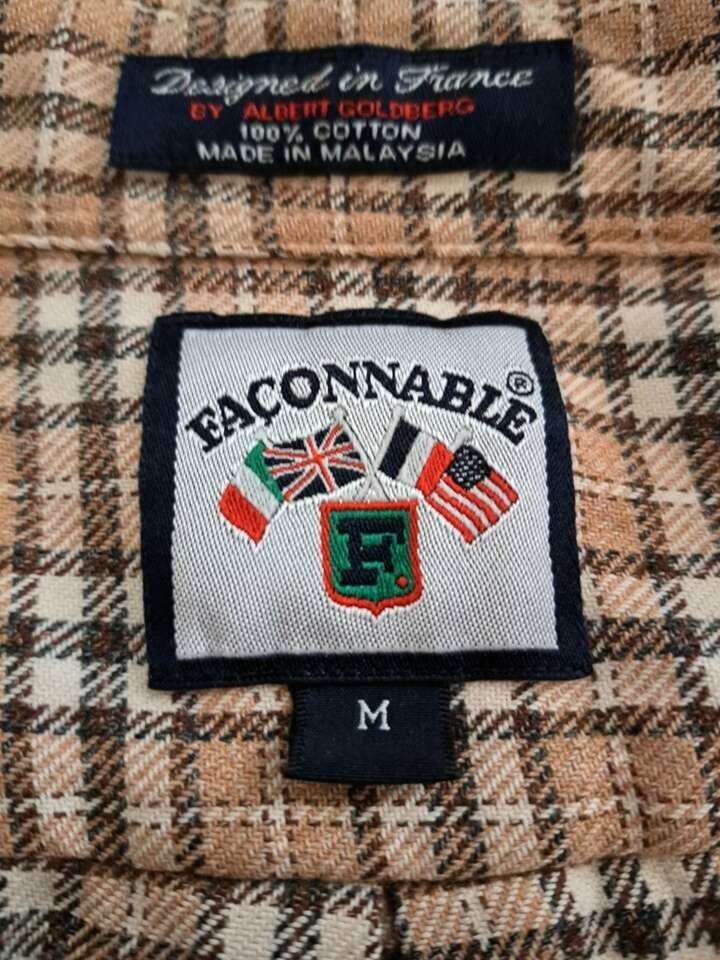 Designed in France
BY ALBERT GOLDBERG
100% COTTON
MADE IN MALAYSIA
FAÇONNABLE®
F.
M